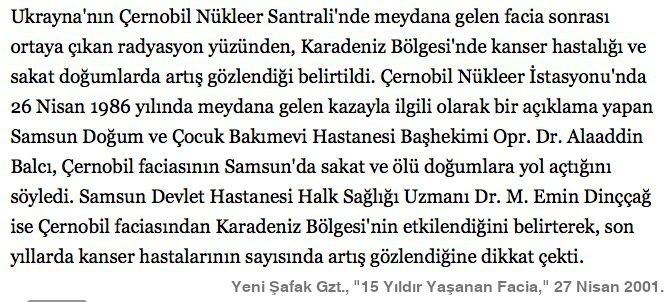 Ukrayna'nın Çernobil Nükleer Santrali'nde meydana gelen facia sonrası
ortaya çıkan radyasyon yüzünden, Karadeniz Bölgesi'nde kanser hastalığı ve
sakat doğumlarda artış gözlendiği belirtildi. Çernobil Nükleer İstasyonu'nda
26 Nisan 1986 yılında meydana gelen kazayla ilgili olarak bir açıklama yapan
Samsun Doğum ve Çocuk Bakımevi Hastanesi Başhekimi Opr. Dr. Alaaddin
Balcı, Çernobil faciasının Samsun'da sakat ve ölü doğumlara yol açtığını
söyledi. Samsun Devlet Hastanesi Halk Sağlığı Uzmanı Dr. M. Emin Dinççağ
ise Çernobil faciasından Karadeniz Bölgesi'nin etkilendiğini belirterek, son
yıllarda kanser hastalarının sayısında artış gözlendiğine dikkat çekti.
Yeni Şafak Gzt., "15 Yıldır Yaşanan Facia," 27 Nisan 2001.